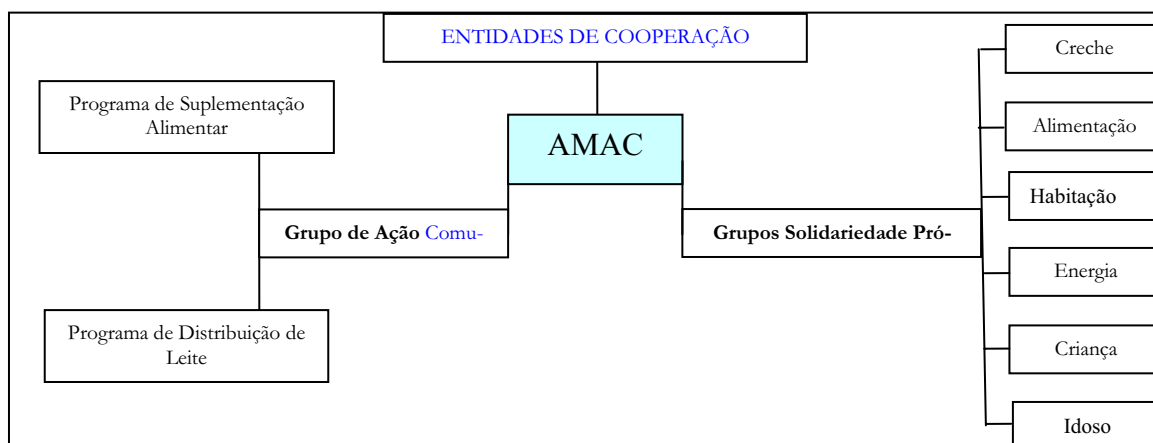 ENTIDADES DE COOPERAÇÃO
AMAC
Programa de Suplementação
Alimentar
Grupo de Ação Comu-
Programa de Distribuição de
Leite
Grupos Solidariedade Pró-
Creche
Alimentação
Habitação
Energia
Criança
Idoso